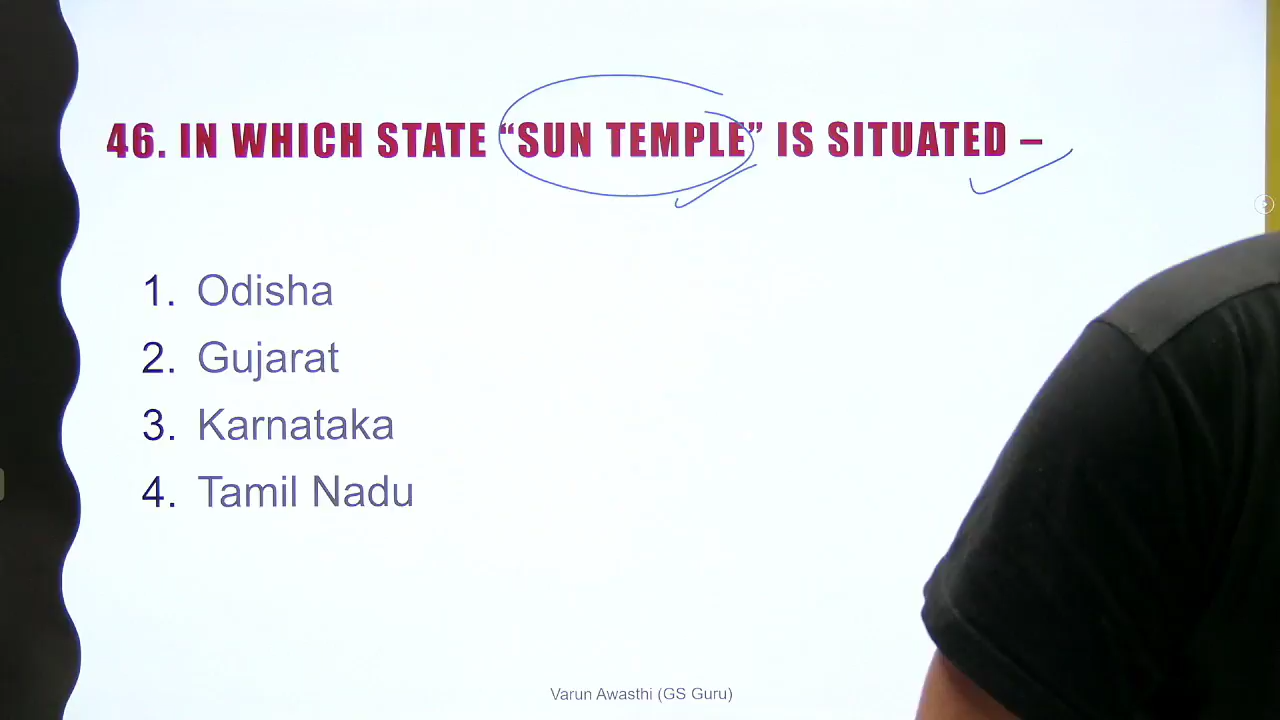 46. IN WHICH STATE “SUN TEMPLE” IS SITUATED –
1. Odisha
2. Gujarat
3. Karnataka
4. Tamil Nadu
Varun Awasthi (GS Guru)